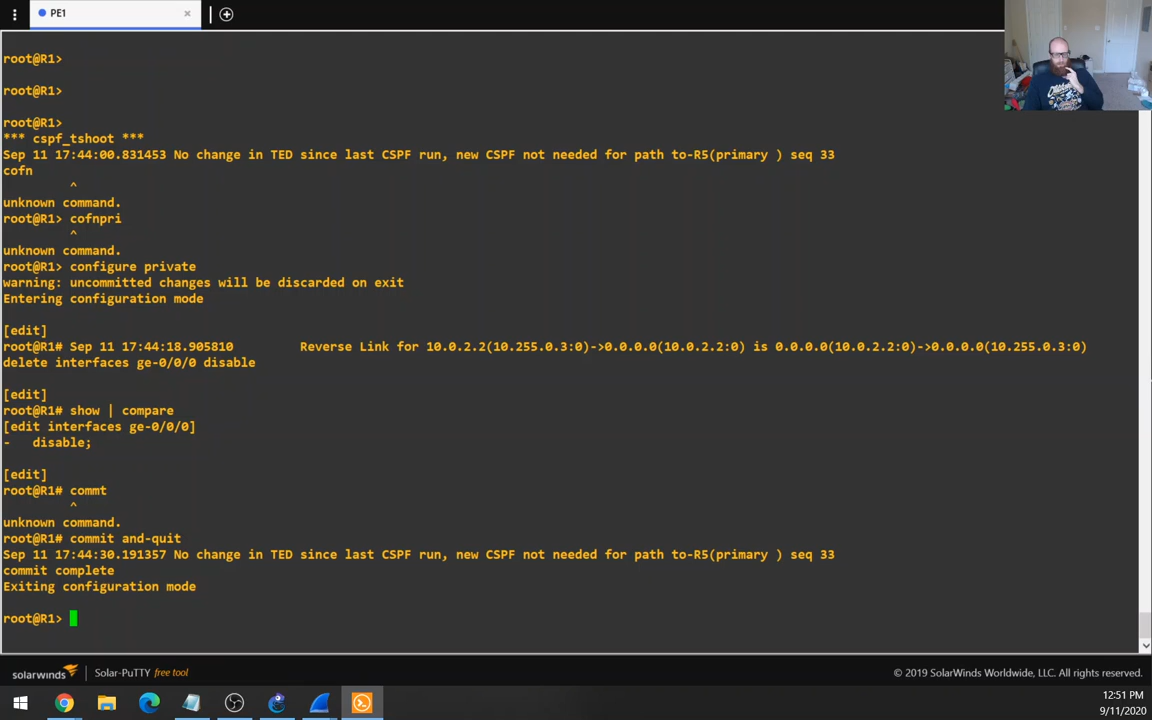 PE1
root@R1>
root@R1>
root@R1>
*** cspf_tshoot ***
Sep 11 17:44:00.831453 No change in TED since last CSPF run, new CSPF not needed for path to-R5(primary ) seq 33
cofn
^
unknown command.
root@R1> cofnpri
^
unknown command.
root@R1> configure private
warning: uncommitted changes will be discarded on exit
Entering configuration mode
[edit]
root@R1# Sep 11 17:44:18.905810 Reverse Link for 10.0.2.2(10.255.0.3:0)->0.0.0.0(10.0.2.2:0) is 0.0.0.0(10.0.2.2:0)->0.0.0.0(10.255.0.3:0)
delete interfaces ge-0/0/0 disable
[edit]
root@R1# show | compare
[edit interfaces ge-0/0/0]
- disable;
[edit]
root@R1# commt
^
unknown command.
root@R1# commit and-quit
Sep 11 17:44:30.191357 No change in TED since last CSPF run, new CSPF not needed for path to-R5(primary ) seq 33
commit complete
Exiting configuration mode
root@R1>
solarwinds Solar-PuTTY free tool © 2019 SolarWinds Worldwide, LLC. All rights reserved.
12:51 PM
9/11/2020